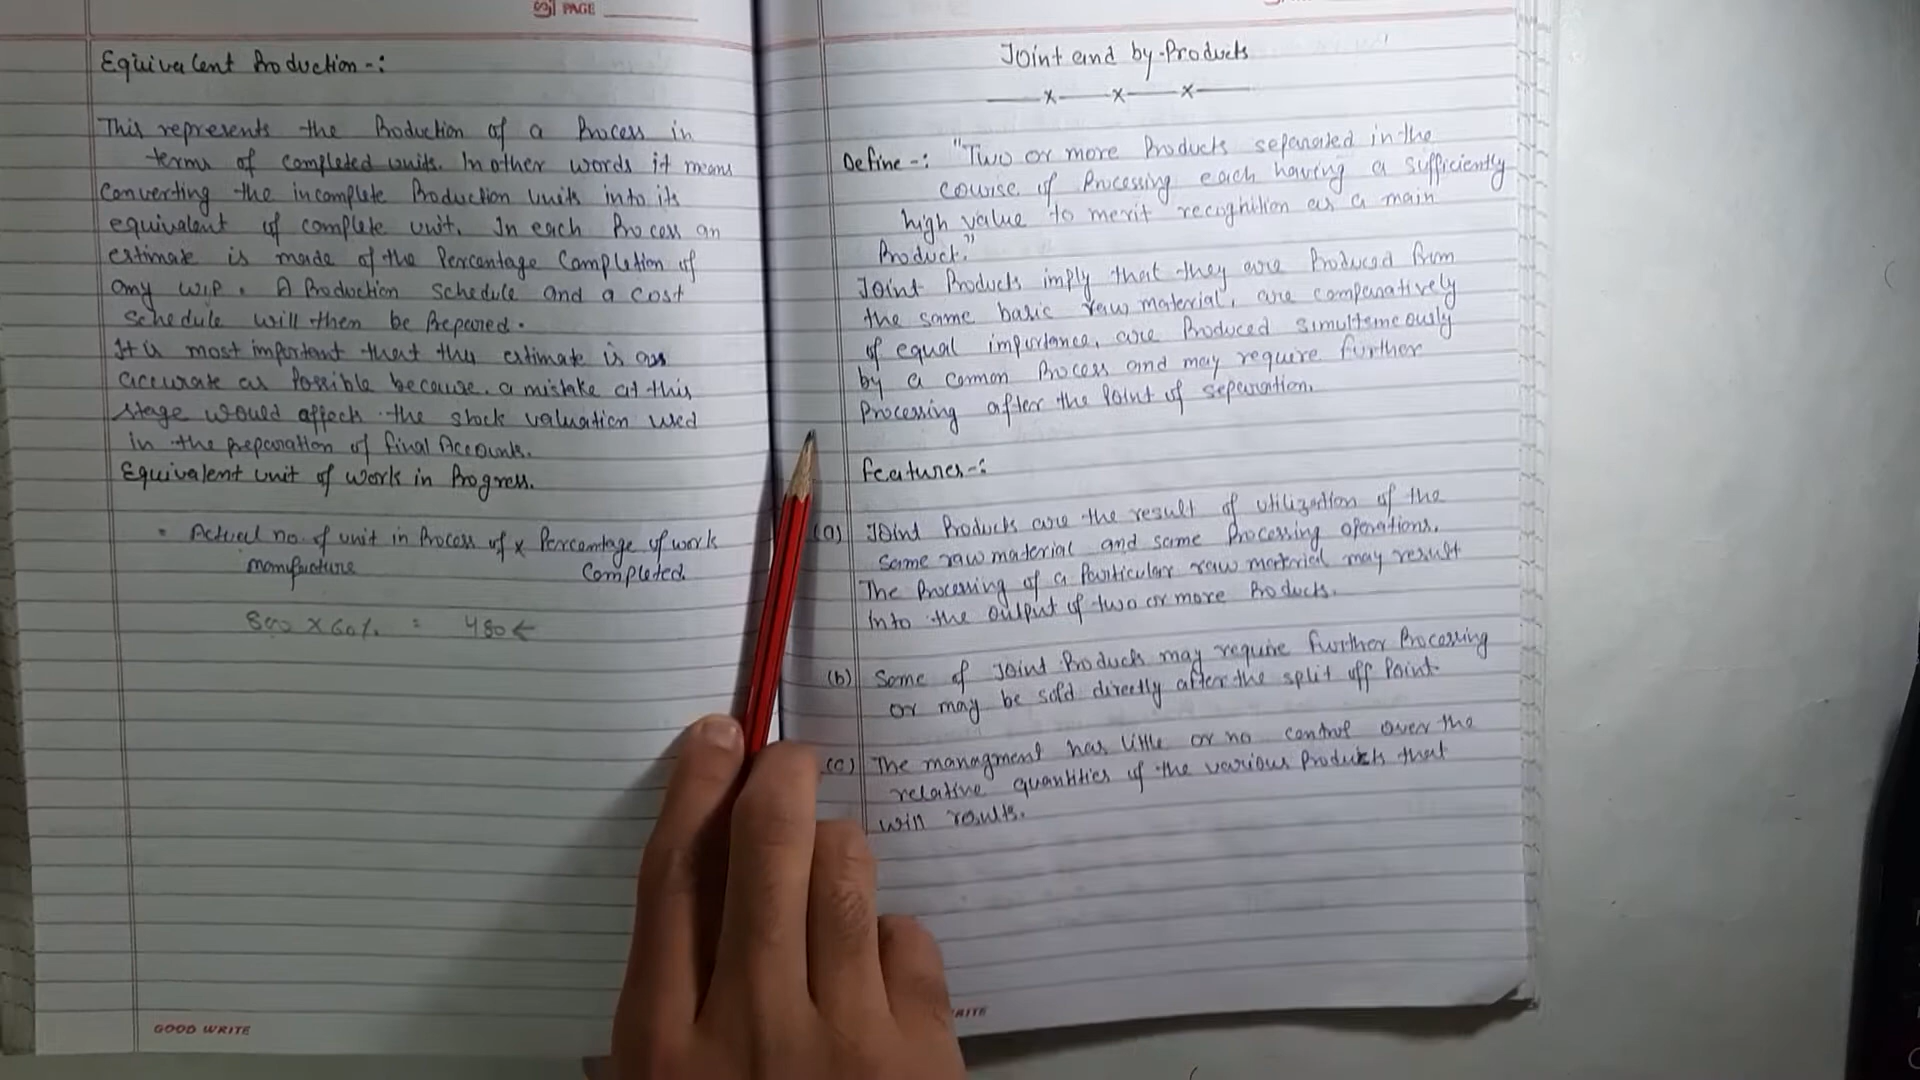 PAGE
Equivalent Production-:
This represents the Production of a Process in
terms of completed units. In other words it means
Converting the incomplete Production units into its
equivalent of complete unit. In each Process an
estimate is made of the Percentage Completion of
any WIP. A Production Schedule and a cost
Schedule will then be Prepared.
It is most important that this estimate is as
accurate as Possible because, a mistake at this
stage would affech the stock valuation used
in the preparation of final Accounts.
Equivalent unit of work in Progress.
= Actual no. of unit in Process of x Percentage of work
manufacture Completed.
800 x 60% = 480
GOOD WRITE
Joint and by-Products
x x x
Define-: "Two or more Products separated in the
course of Processing each having a sufficiently
high value to merit recognition as a main
Product."
Joint Products imply that they are Produced from
the same basic raw material, are comparatively
of equal importance, are Produced simultaneously
by a common Process and may require further
Processing after the Point of separation.
features-:
(a) Joint Products are the result of utilization of the
same raw material and same Processing operations.
The Processing of a Particular raw material may result
into the output of two or more Products.
(b) Some of Joint Products may require further Processing
or may be sold directly after the split off Point.
(c) The managment has little or no control over the
relative quantities of the various Products that
will results.